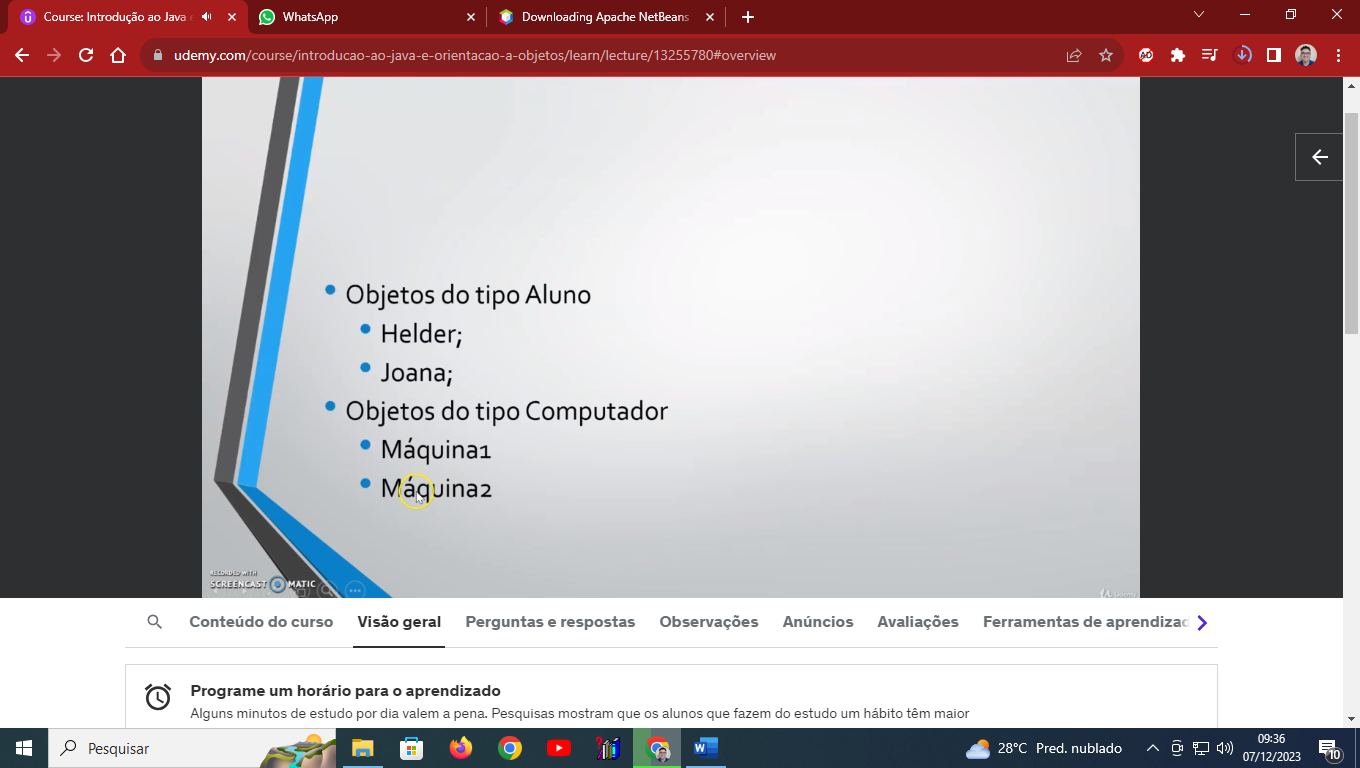 Course: Introdução ao Java
WhatsApp
Downloading Apache NetBeans
udemy.com/course/introducao-ao-java-e-orientacao-a-objetos/learn/lecture/13255780#overview
Objetos do tipo Aluno
Helder;
Joana;
Objetos do tipo Computador
Máquina1
Máquina2
RECORDED WITH
SCREENCAST MATIC
Udemy
Conteúdo do curso Visão geral Perguntas e respostas Observações Anúncios Avaliações Ferramentas de aprendizad
Programe um horário para o aprendizado
Alguns minutos de estudo por dia valem a pena. Pesquisas mostram que os alunos que fazem do estudo um hábito têm maior
Pesquisar
28°C Pred. nublado
09:36
07/12/2023
10